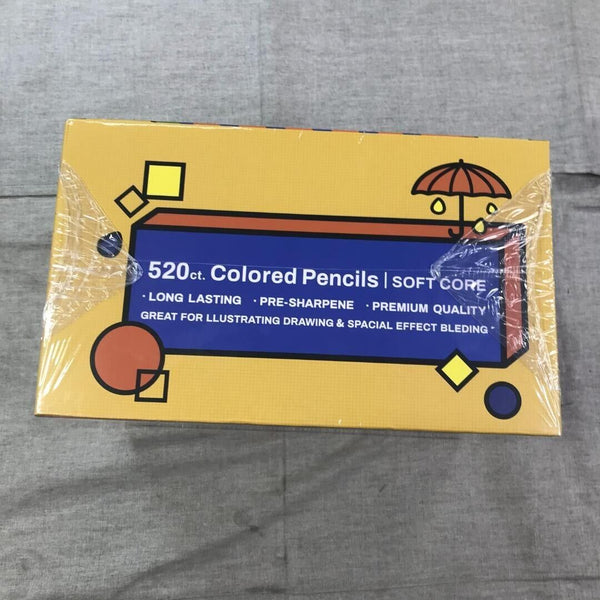 520ct. Colored Pencils | SOFT CORE
· LONG LASTING · PRE-SHARPENE · PREMIUM QUALITY
GREAT FOR LLUSTRATING DRAWING & SPACIAL EFFECT BLEDING